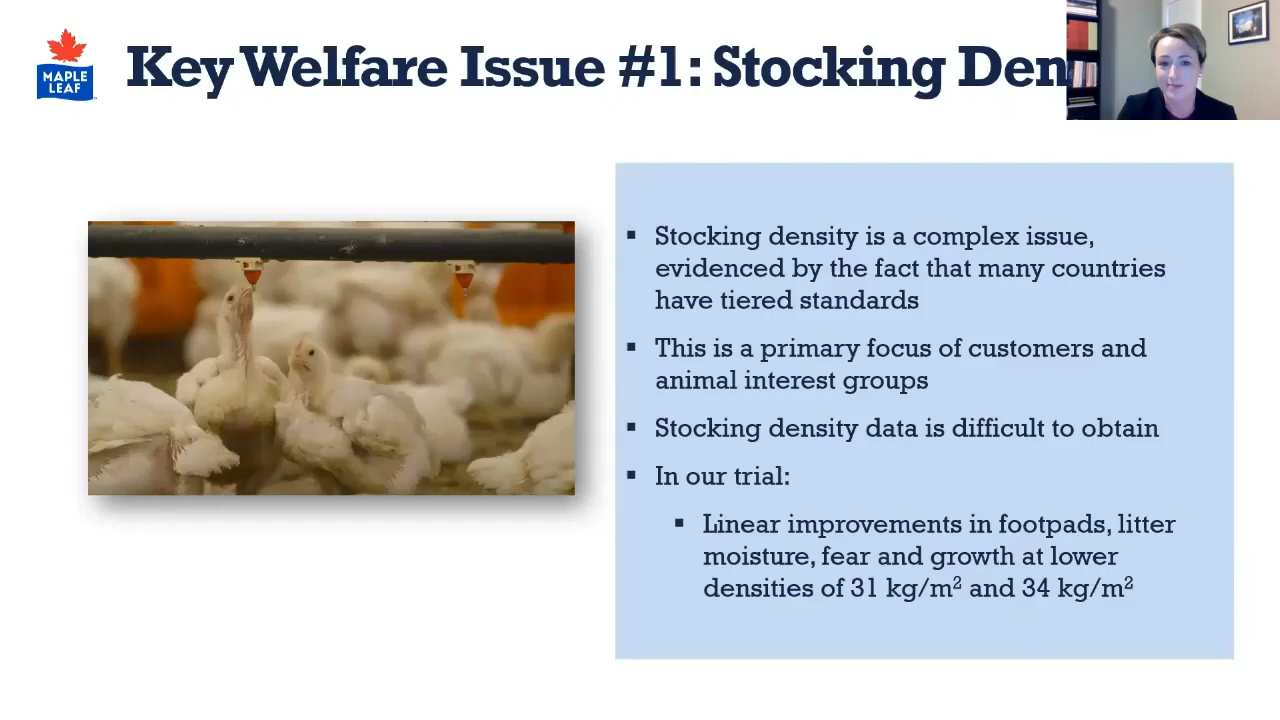 MAPLE
LEAF
Key Welfare Issue #1: Stocking Den
▪ Stocking density is a complex issue,
evidenced by the fact that many countries
have tiered standards
▪ This is a primary focus of customers and
animal interest groups
▪ Stocking density data is difficult to obtain
▪ In our trial:
▪ Linear improvements in footpads, litter
moisture, fear and growth at lower
densities of 31 kg/m² and 34 kg/m²